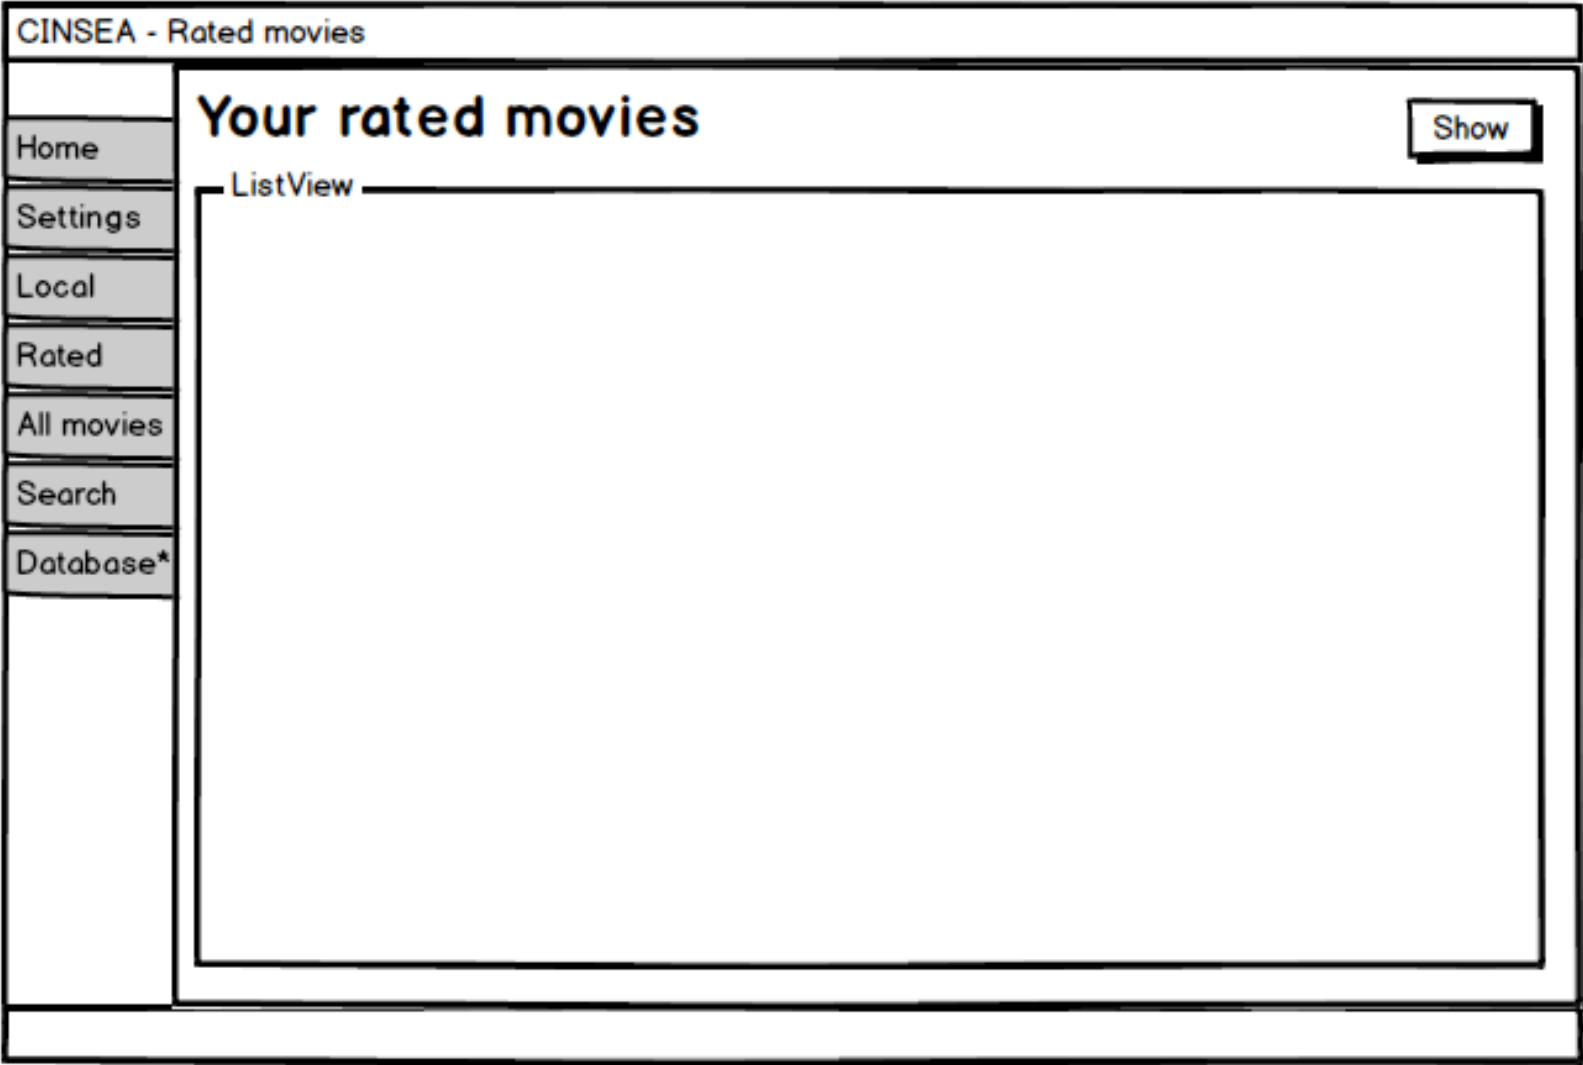 CINSEA - Rated movies
Your rated movies
Show
ListView
Home
Settings
Local
Rated
All movies
Search
Database*